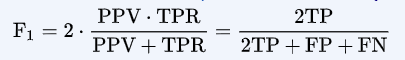 F₁ = 2 · PPV · TPR / PPV + TPR = 2TP / 2TP + FP + FN